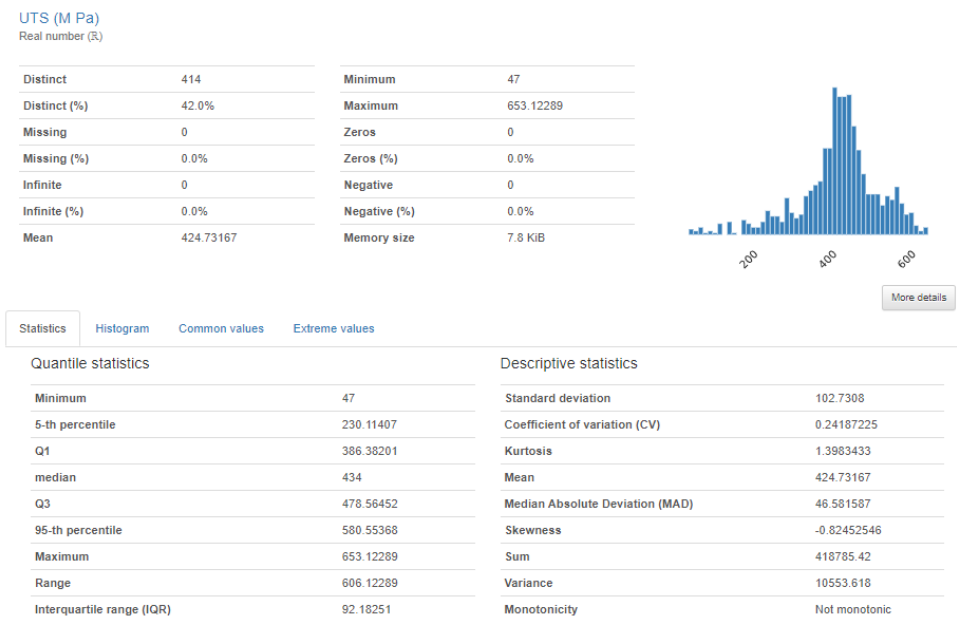 UTS (M Pa)
Real number (ℝ)
Distinct 414
Distinct (%) 42.0%
Missing 0
Missing (%) 0.0%
Infinite 0
Infinite (%) 0.0%
Mean 424.73167
Minimum 47
Maximum 653.12289
Zeros 0
Zeros (%) 0.0%
Negative 0
Negative (%) 0.0%
Memory size 7.8 KiB
200 400 600
More details
Statistics Histogram Common values Extreme values
Quantile statistics
Minimum 47
5-th percentile 230.11407
Q1 386.38201
median 434
Q3 478.56452
95-th percentile 580.55368
Maximum 653.12289
Range 606.12289
Interquartile range (IQR) 92.18251
Descriptive statistics
Standard deviation 102.7308
Coefficient of variation (CV) 0.24187225
Kurtosis 1.3983433
Mean 424.73167
Median Absolute Deviation (MAD) 46.581587
Skewness -0.82452546
Sum 418785.42
Variance 10553.618
Monotonicity Not monotonic